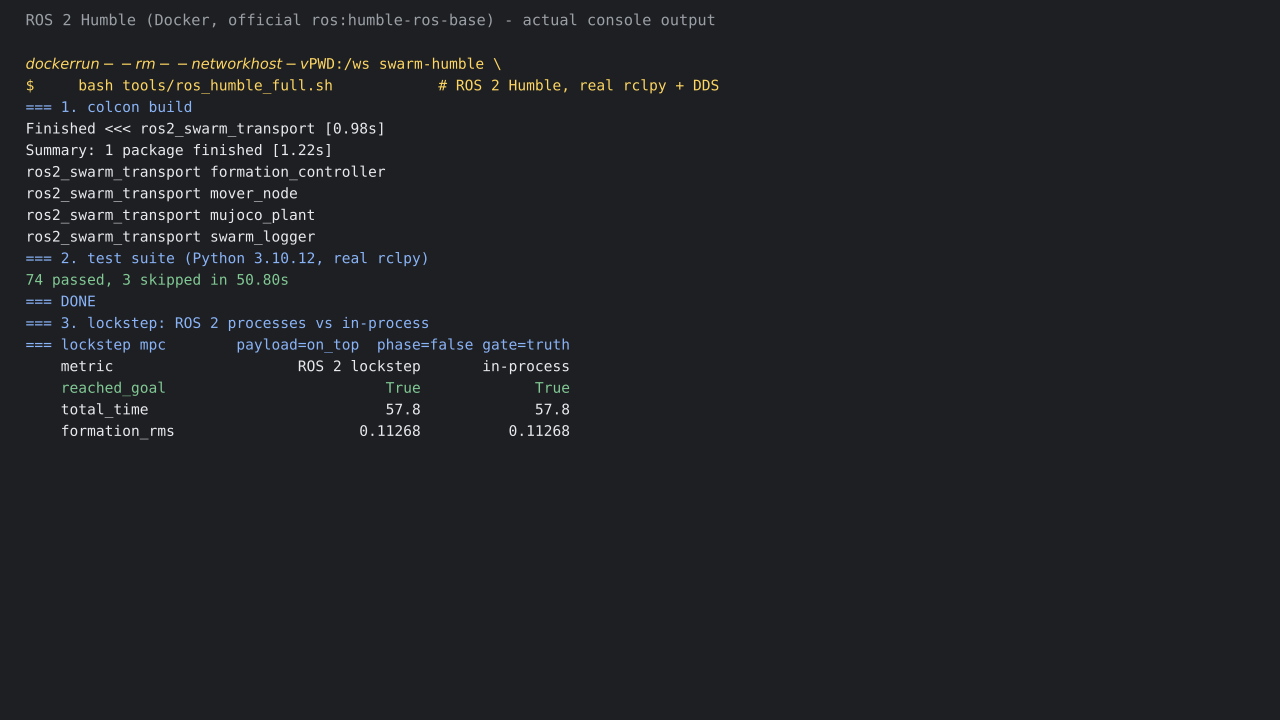 ROS 2 Humble (Docker, official ros:humble-ros-base) - actual console output
dockerrun−−rm−−networkhost−vPWD:/ws swarm-humble \
$     bash tools/ros_humble_full.sh            # ROS 2 Humble, real rclpy + DDS
=== 1. colcon build
Finished <<< ros2_swarm_transport [0.98s]
Summary: 1 package finished [1.22s]
ros2_swarm_transport formation_controller
ros2_swarm_transport mover_node
ros2_swarm_transport mujoco_plant
ros2_swarm_transport swarm_logger
=== 2. test suite (Python 3.10.12, real rclpy)
74 passed, 3 skipped in 50.80s
=== DONE
=== 3. lockstep: ROS 2 processes vs in-process
=== lockstep mpc        payload=on_top  phase=false gate=truth
    metric                     ROS 2 lockstep       in-process
    reached_goal                         True             True
    total_time                           57.8             57.8
    formation_rms                     0.11268          0.11268